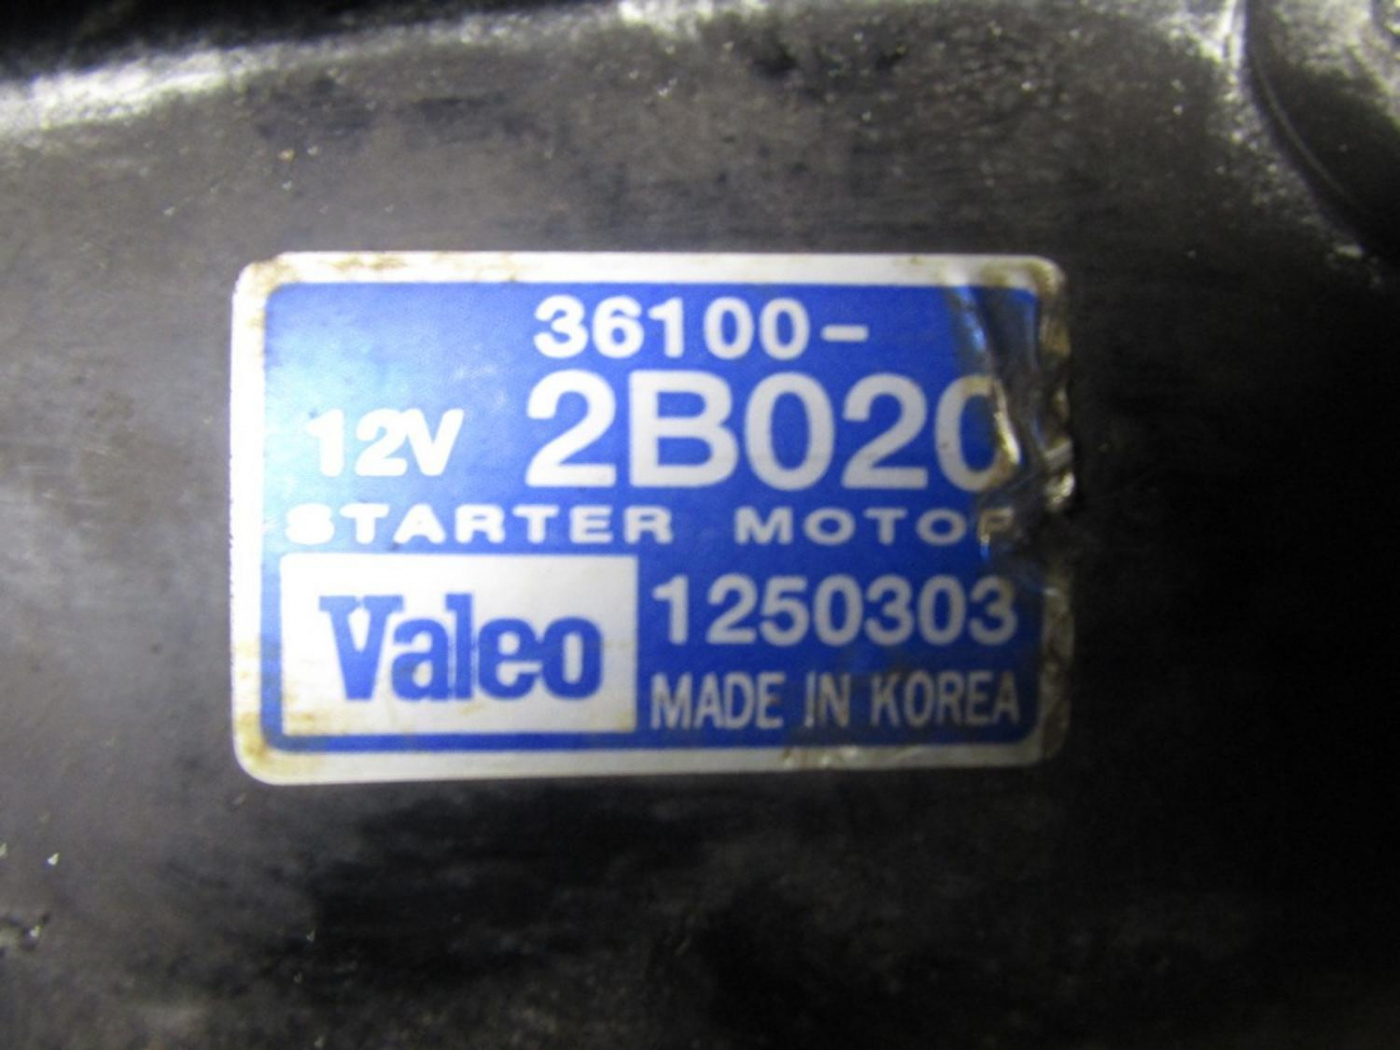 36100-
12V 2B020
STARTER MOTOR
Valeo 1250303
MADE IN KOREA